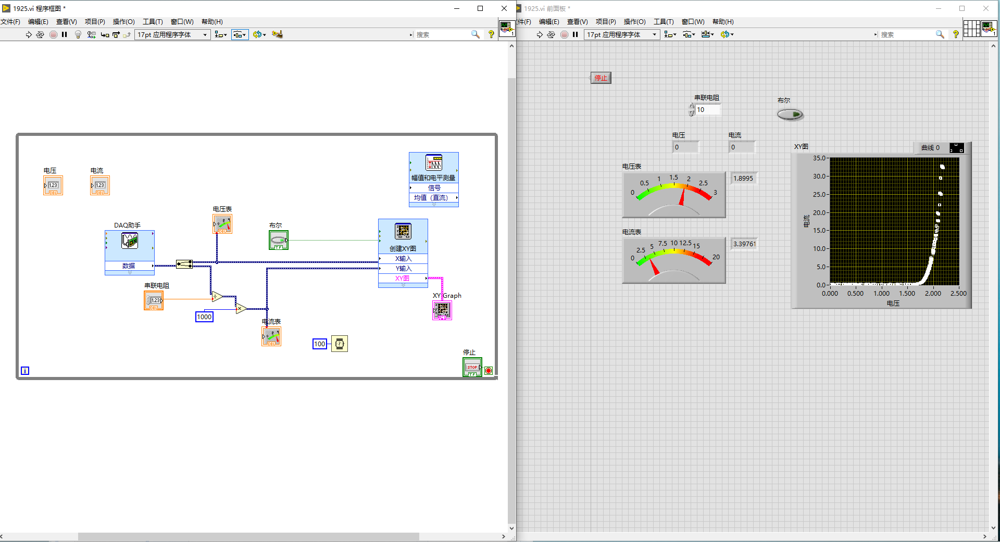 1925.vi 程序框图 *
文件(F) 编辑(E) 查看(V) 项目(P) 操作(O) 工具(T) 窗口(W) 帮助(H)
17pt 应用程序字体
搜索
?
1
电压
电流
1.23
DBL
1.23
DBL
幅值和电平测量
信号
均值（直流）
电压表
DBL
DAQ助手
数据
布尔
TF
创建XY图
X输入
Y输入
XY图
XY Graph
串联电阻
1.23
DBL
÷
×
1000
电流表
DBL
100
停止
STOP
TF
i
1925.vi 前面板 *
件(F) 编辑(E) 查看(V) 项目(P) 操作(O) 工具(T) 窗口(W) 帮助(H)
17pt 应用程序字体
搜索
?
1
停止
串联电阻
10
布尔
电压
0
电流
0
电压表
0 0.5 1 1.5 2 2.5 3
1.8995
电流表
0 2.5 5 7.5 10 12.5 15 20
3.39761
XY图
曲线 0
电流
35.0
30.0
25.0
20.0
15.0
10.0
5.0
0.0
0.000 0.500 1.000 1.500 2.000 2.500
电压